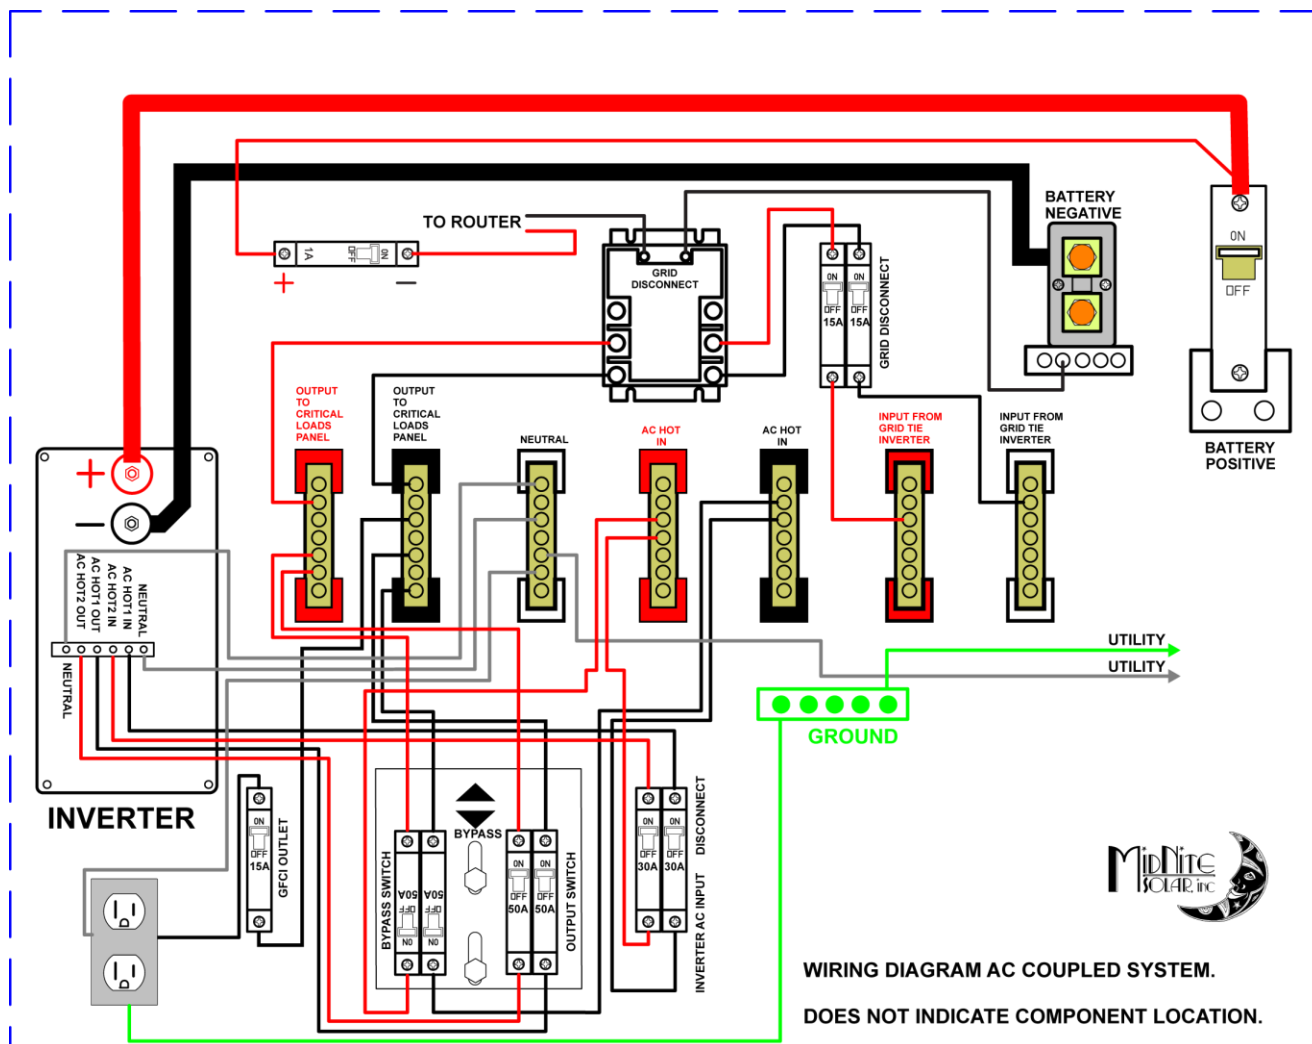 BATTERY
NEGATIVE
TO ROUTER
ON
OFF
1A
OFF
ON
+
−
GRID
DISCONNECT
ON
OFF
15A
ON
OFF
15A
GRID DISCONNECT
BATTERY
POSITIVE
OUTPUT
TO
CRITICAL
LOADS
PANEL
OUTPUT
TO
CRITICAL
LOADS
PANEL
NEUTRAL
AC HOT
IN
AC HOT
IN
INPUT FROM
GRID TIE
INVERTER
INPUT FROM
GRID TIE
INVERTER
+
−
NEUTRAL
AC HOT1 IN
AC HOT2 IN
AC HOT1 OUT
AC HOT2 OUT
NEUTRAL
INVERTER
UTILITY
UTILITY
GROUND
ON
OFF
15A
GFCI OUTLET
BYPASS
BYPASS SWITCH
50A
OFF
ON
50A
OFF
ON
ON
OFF
50A
ON
OFF
50A
OUTPUT SWITCH
ON
OFF
30A
ON
OFF
30A
INVERTER AC INPUT DISCONNECT
MIDNITE
SOLAR, inc
WIRING DIAGRAM AC COUPLED SYSTEM.
DOES NOT INDICATE COMPONENT LOCATION.